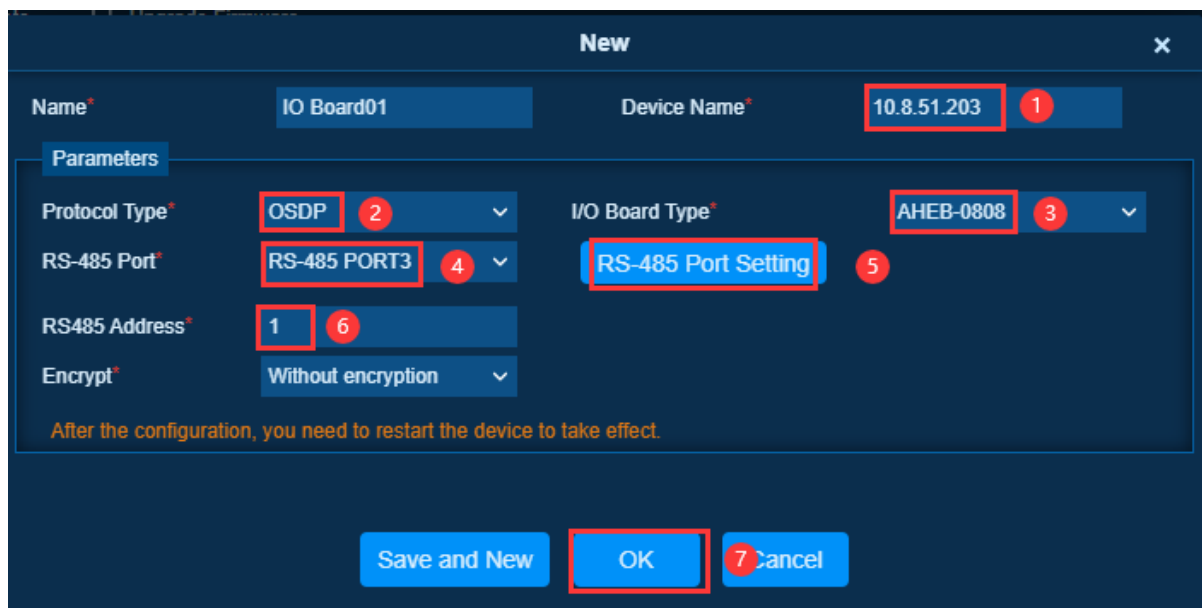 New ×
Name* IO Board01 Device Name* 10.8.51.203 1
Parameters
Protocol Type* OSDP 2 I/O Board Type* AHEB-0808 3
RS-485 Port* RS-485 PORT3 4 RS-485 Port Setting 5
RS485 Address* 1 6
Encrypt* Without encryption
After the configuration, you need to restart the device to take effect.
Save and New OK 7 Cancel